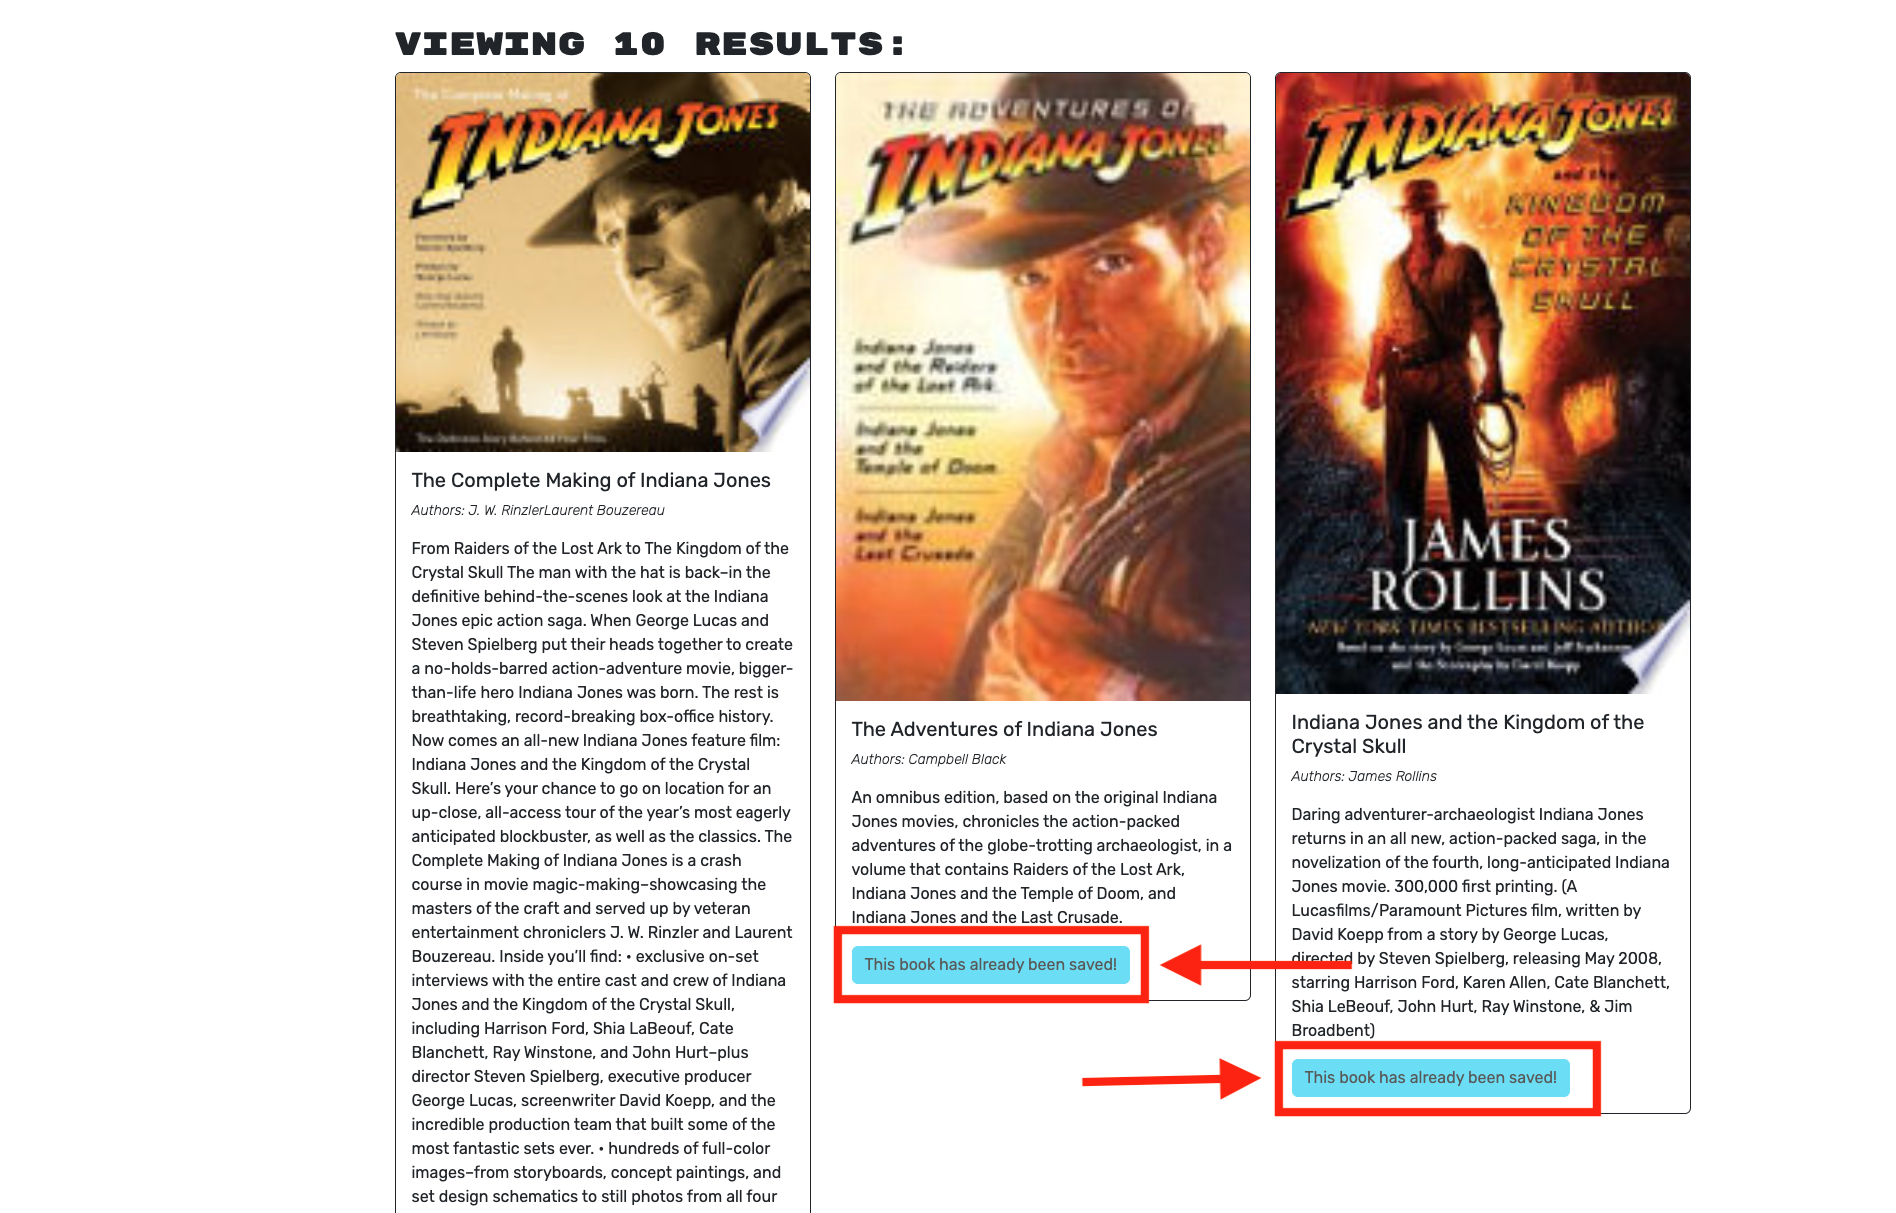 VIEWING 10 RESULTS:
The Complete Making of
INDIANA JONES
The Complete Making of Indiana Jones
Authors: J. W. RinzlerLaurent Bouzereau
From Raiders of the Lost Ark to The Kingdom of the
Crystal Skull The man with the hat is back–in the
definitive behind-the-scenes look at the Indiana
Jones epic action saga. When George Lucas and
Steven Spielberg put their heads together to create
a no-holds-barred action-adventure movie, bigger-
than-life hero Indiana Jones was born. The rest is
breathtaking, record-breaking box-office history.
Now comes an all-new Indiana Jones feature film:
Indiana Jones and the Kingdom of the Crystal
Skull. Here's your chance to go on location for an
up-close, all-access tour of the year's most eagerly
anticipated blockbuster, as well as the classics. The
Complete Making of Indiana Jones is a crash
course in movie magic-making–showcasing the
masters of the craft and served up by veteran
entertainment chroniclers J. W. Rinzler and Laurent
Bouzereau. Inside you'll find: • exclusive on-set
interviews with the entire cast and crew of Indiana
Jones and the Kingdom of the Crystal Skull,
including Harrison Ford, Shia LaBeouf, Cate
Blanchett, Ray Winstone, and John Hurt–plus
director Steven Spielberg, executive producer
George Lucas, screenwriter David Koepp, and the
incredible production team that built some of the
most fantastic sets ever. • hundreds of full-color
images–from storyboards, concept paintings, and
set design schematics to still photos from all four
THE ADVENTURES OF
INDIANA JONES
Indiana Jones
and the Raiders
of the Lost Ark
Indiana Jones
and the
Temple of Doom
Indiana Jones
and the
Last Crusade
The Adventures of Indiana Jones
Authors: Campbell Black
An omnibus edition, based on the original Indiana
Jones movies, chronicles the action-packed
adventures of the globe-trotting archaeologist, in a
volume that contains Raiders of the Lost Ark,
Indiana Jones and the Temple of Doom, and
Indiana Jones and the Last Crusade.
This book has already been saved!
INDIANA JONES
and the
KINGDOM
OF THE
CRYSTAL
SKULL
JAMES
ROLLINS
NEW YORK TIMES BESTSELLING AUTHOR
Indiana Jones and the Kingdom of the
Crystal Skull
Authors: James Rollins
Daring adventurer-archaeologist Indiana Jones
returns in an all new, action-packed saga, in the
novelization of the fourth, long-anticipated Indiana
Jones movie. 300,000 first printing. (A
Lucasfilms/Paramount Pictures film, written by
David Koepp from a story by George Lucas,
directed by Steven Spielberg, releasing May 2008,
starring Harrison Ford, Karen Allen, Cate Blanchett,
Shia LeBeouf, John Hurt, Ray Winstone, & Jim
Broadbent)
This book has already been saved!